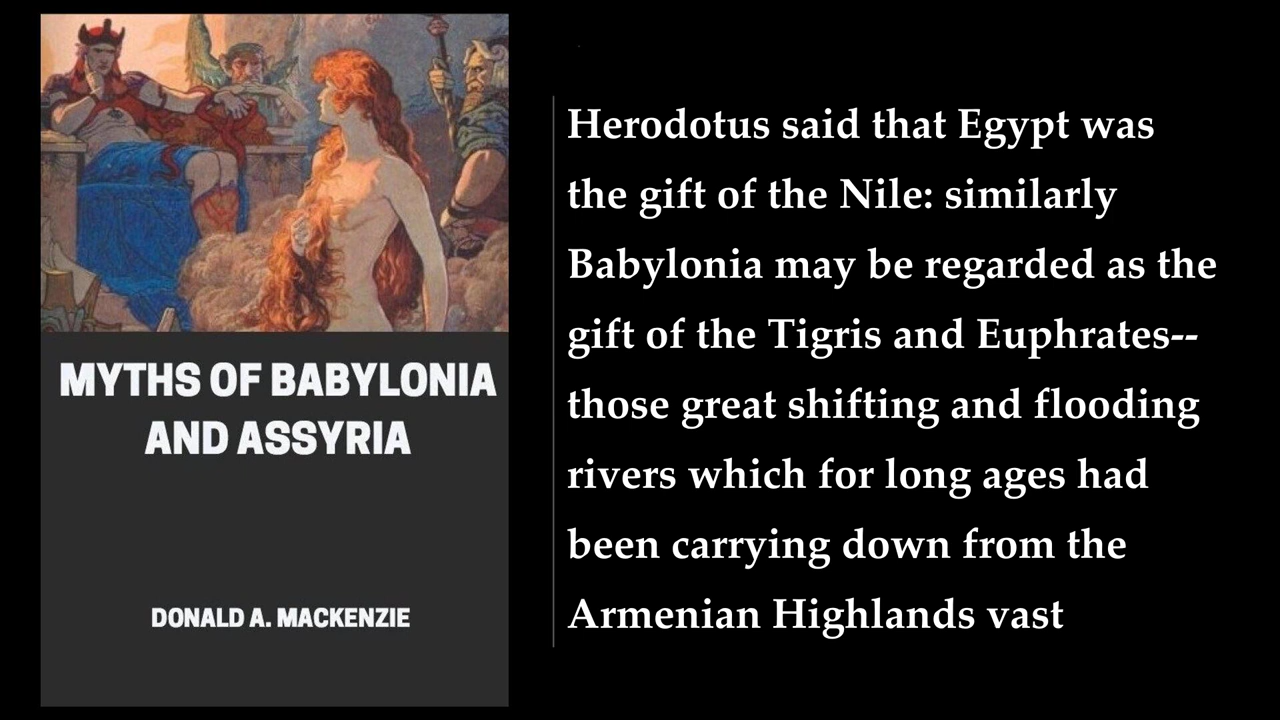 MYTHS OF BABYLONIA
AND ASSYRIA
DONALD A. MACKENZIE
Herodotus said that Egypt was
the gift of the Nile: similarly
Babylonia may be regarded as the
gift of the Tigris and Euphrates--
those great shifting and flooding
rivers which for long ages had
been carrying down from the
Armenian Highlands vast